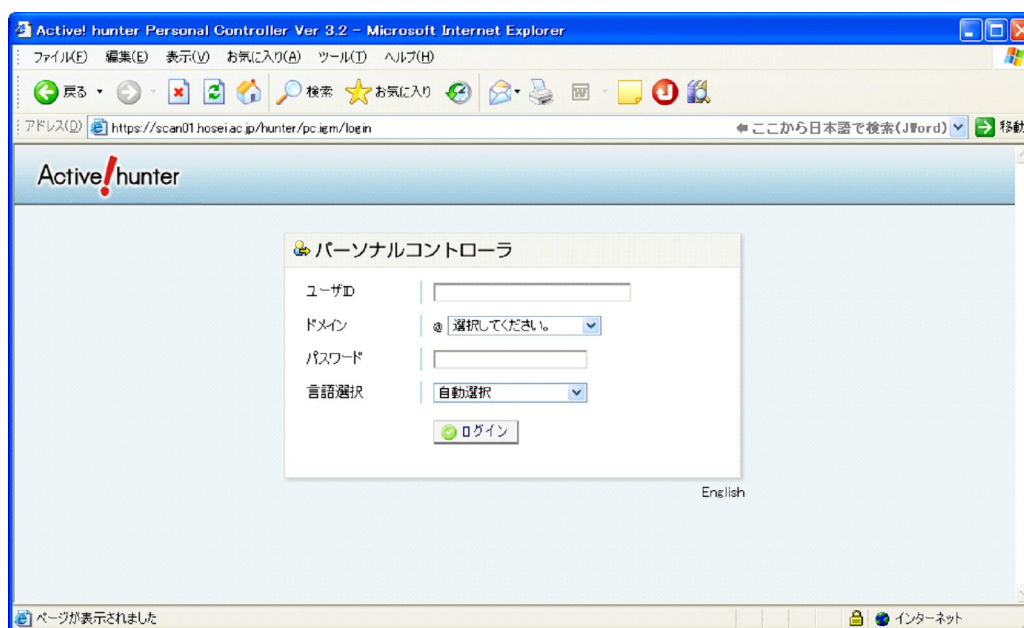 Active! hunter Personal Controller Ver 3.2 - Microsoft Internet Explorer
ファイル(F) 編集(E) 表示(V) お気に入り(A) ツール(T) ヘルプ(H)
戻る 検索 お気に入り
アドレス(D) https://scan01.hosei.ac.jp/hunter/pc.igm/login ここから日本語で検索(JWord) 移動
Active!hunter
パーソナルコントローラ
ユーザID
ドメイン @ 選択してください。
パスワード
言語選択 自動選択
ログイン
English
ページが表示されました インターネット